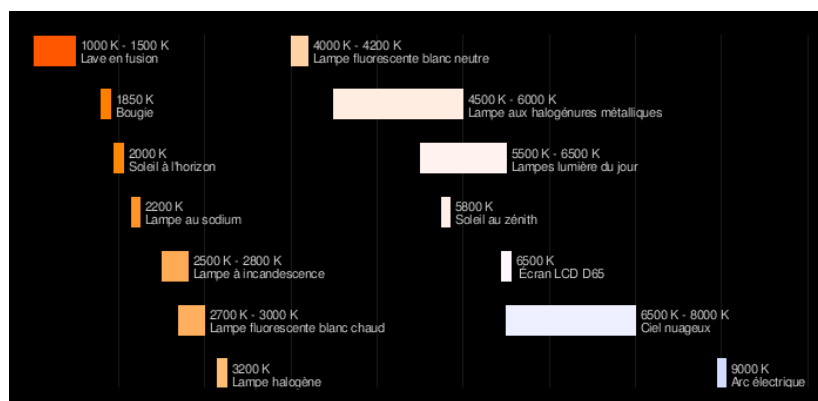 1000 K - 1500 K
Lave en fusion
4000 K - 4200 K
Lampe fluorescente blanc neutre
1850 K
Bougie
4500 K - 6000 K
Lampe aux halogénures métalliques
2000 K
Soleil à l'horizon
5500 K - 6500 K
Lampes lumière du jour
2200 K
Lampe au sodium
5800 K
Soleil au zénith
2500 K - 2800 K
Lampe à incandescence
6500 K
Écran LCD D65
2700 K - 3000 K
Lampe fluorescente blanc chaud
6500 K - 8000 K
Ciel nuageux
3200 K
Lampe halogène
9000 K
Arc électrique